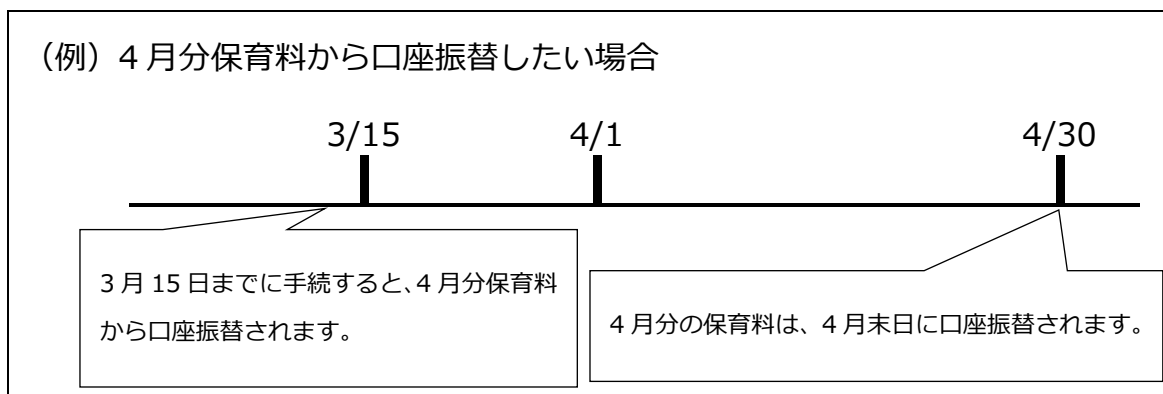 （例）４月分保育料から口座振替したい場合
3/15 4/1 4/30
３月 15 日までに手続すると、４月分保育料
から口座振替されます。
４月分の保育料は、４月末日に口座振替されます。